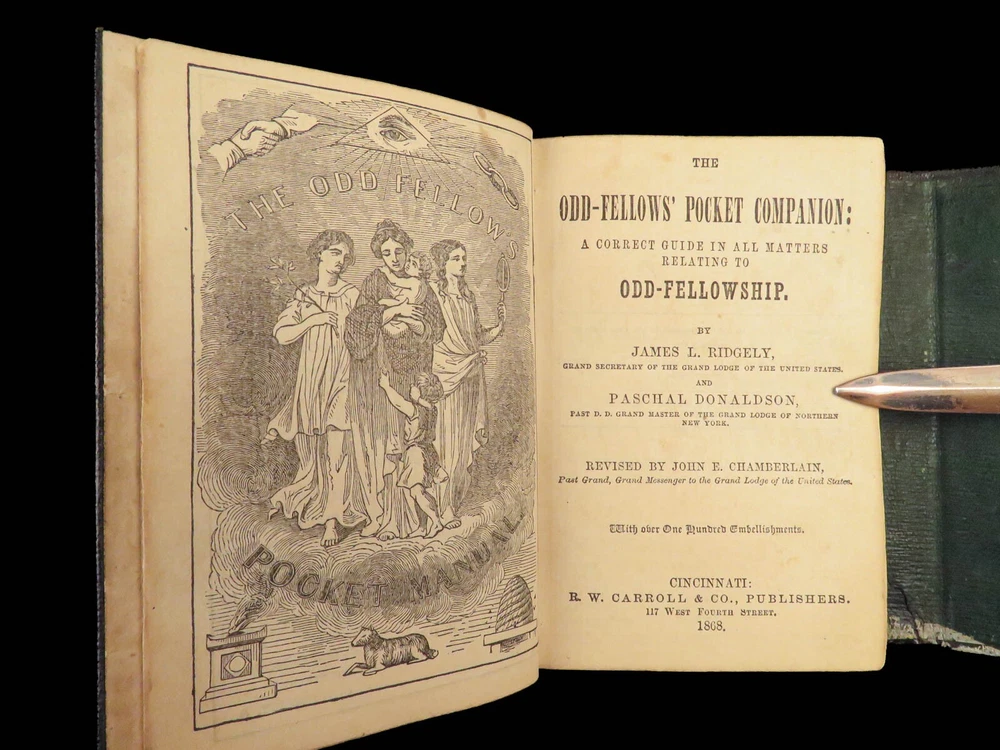 THE ODD FELLOW'S
POCKET MANUAL.
THE
ODD-FELLOWS' POCKET COMPANION:
A CORRECT GUIDE IN ALL MATTERS
RELATING TO
ODD-FELLOWSHIP.
BY
JAMES L. RIDGELY,
GRAND SECRETARY OF THE GRAND LODGE OF THE UNITED STATES.
AND
PASCHAL DONALDSON,
PAST D. D. GRAND MASTER OF THE GRAND LODGE OF NORTHERN
NEW YORK.
REVISED BY JOHN E. CHAMBERLAIN,
Past Grand, Grand Messenger to the Grand Lodge of the United States.
With over One Hundred Embellishments.
CINCINNATI:
R. W. CARROLL & CO., PUBLISHERS.
117 WEST FOURTH STREET.
1868.